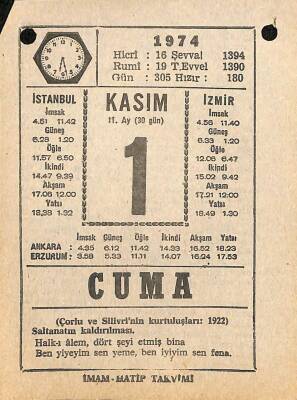 1974
Hicrî : 16 Şevval 1394
Rumî : 19 T.Evvel 1390
Gün : 305 Hızır : 180
İSTANBUL
İmsak
4.51 11.42
Güneş
6.28 1.20
Öğle
11.57 6.50
İkindi
14.47 9.39
Akşam
17.06 12.00
Yatsı
18.38 1.32
KASIM
11. Ay (30 gün)
1
İZMİR
İmsak
4.56 11.40
Güneş
6.33 1.20
Öğle
12.06 6.47
İkindi
15.02 9.42
Akşam
17.21 12.00
Yatsı
18.49 1.30
İmsak Güneş Öğle İkindi Akşam Yatsı
ANKARA : 4.35 6.12 11.42 14.33 16.52 18.23
ERZURUM: 3.58 5.33 11.11 14.07 16.24 17.53
CUMA
(Çorlu ve Silivri'nin kurtuluşları: 1922)
Saltanatın kaldırılması.
Halk-ı âlem, dört şeyi etmiş bina
Ben yiyeyim sen yeme, ben iyiyim sen fena.
İMAM-HATİP TAKVİMİ